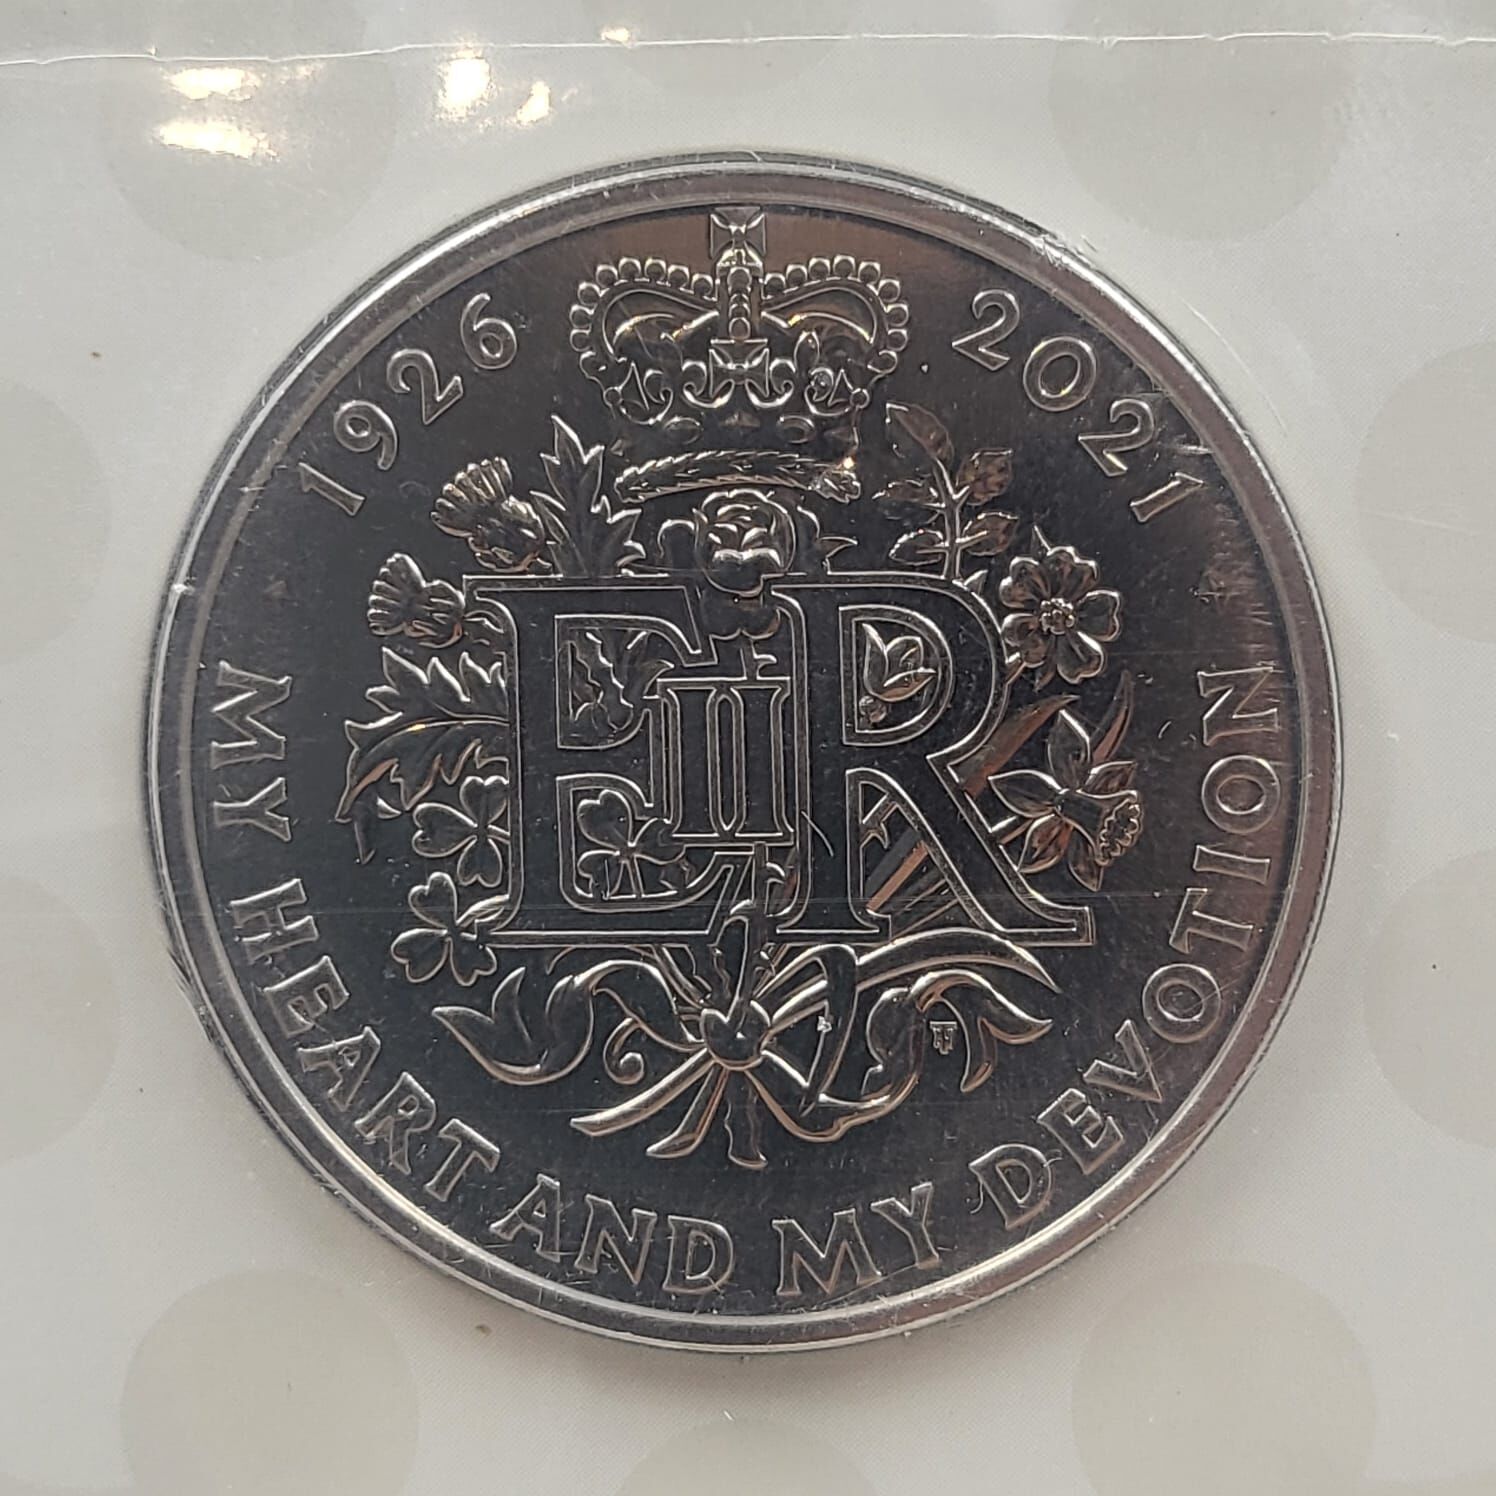 1926 2021
EIIR
MY HEART AND MY DEVOTION